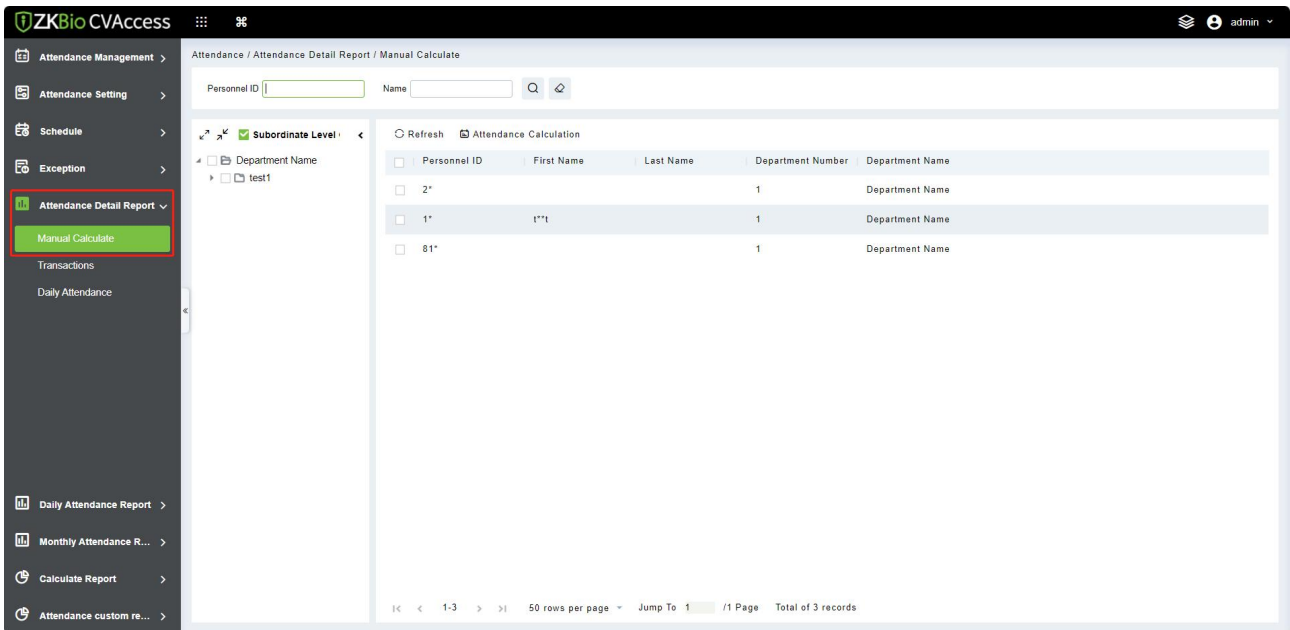 ZKBio CVAccess
admin
Attendance Management
Attendance Setting
Schedule
Exception
Attendance Detail Report
Manual Calculate
Transactions
Daily Attendance
Daily Attendance Report
Monthly Attendance R...
Calculate Report
Attendance custom re...
Attendance / Attendance Detail Report / Manual Calculate
Personnel ID Name
Subordinate Level
Department Name
test1
Refresh Attendance Calculation
Personnel ID First Name Last Name Department Number Department Name
2* 1 Department Name
1* t**t 1 Department Name
81* 1 Department Name
1-3 50 rows per page Jump To 1 /1 Page Total of 3 records